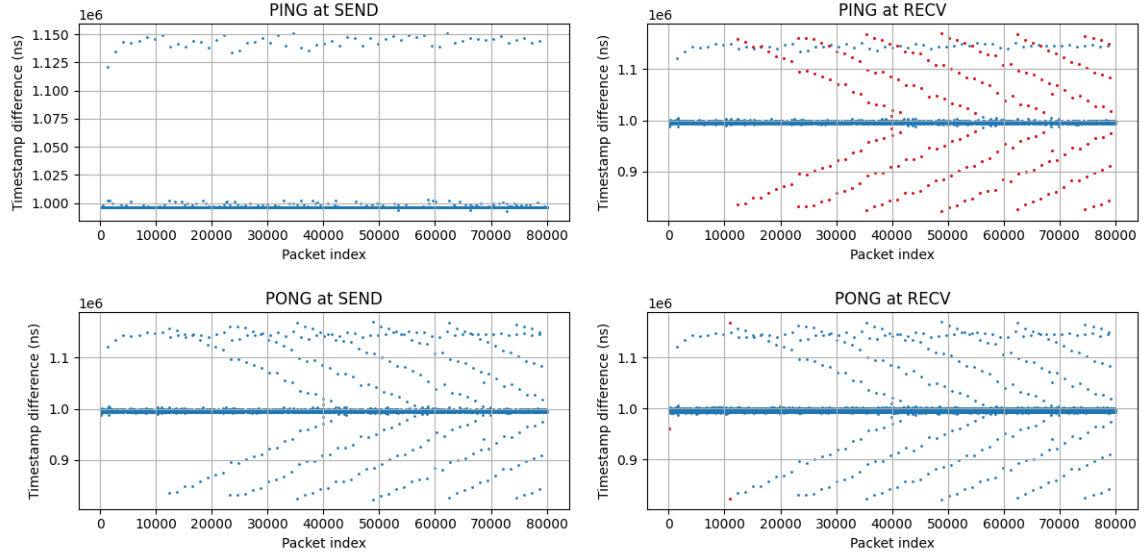 PING at SEND
1e6
Timestamp difference (ns)
1.150
1.125
1.100
1.075
1.050
1.025
1.000
0 10000 20000 30000 40000 50000 60000 70000 80000
Packet index
PING at RECV
1e6
Timestamp difference (ns)
1.1
1.0
0.9
0 10000 20000 30000 40000 50000 60000 70000 80000
Packet index
PONG at SEND
1e6
Timestamp difference (ns)
1.1
1.0
0.9
0 10000 20000 30000 40000 50000 60000 70000 80000
Packet index
PONG at RECV
1e6
Timestamp difference (ns)
1.1
1.0
0.9
0 10000 20000 30000 40000 50000 60000 70000 80000
Packet index